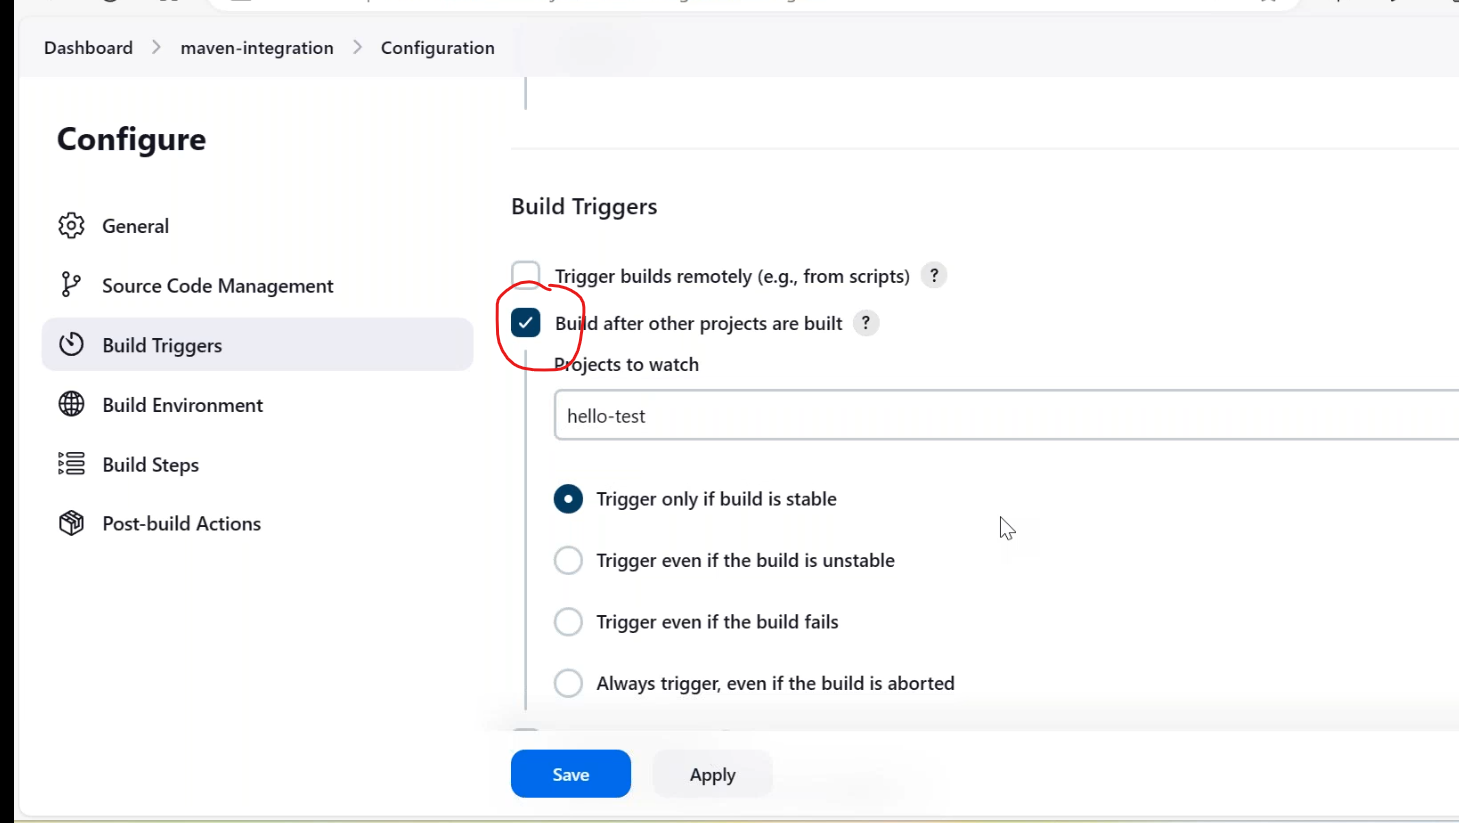 Dashboard > maven-integration > Configuration
Configure
General
Source Code Management
Build Triggers
Build Environment
Build Steps
Post-build Actions
Build Triggers
Trigger builds remotely (e.g., from scripts) ?
Build after other projects are built ?
Projects to watch
hello-test
Trigger only if build is stable
Trigger even if the build is unstable
Trigger even if the build fails
Always trigger, even if the build is aborted
Save
Apply